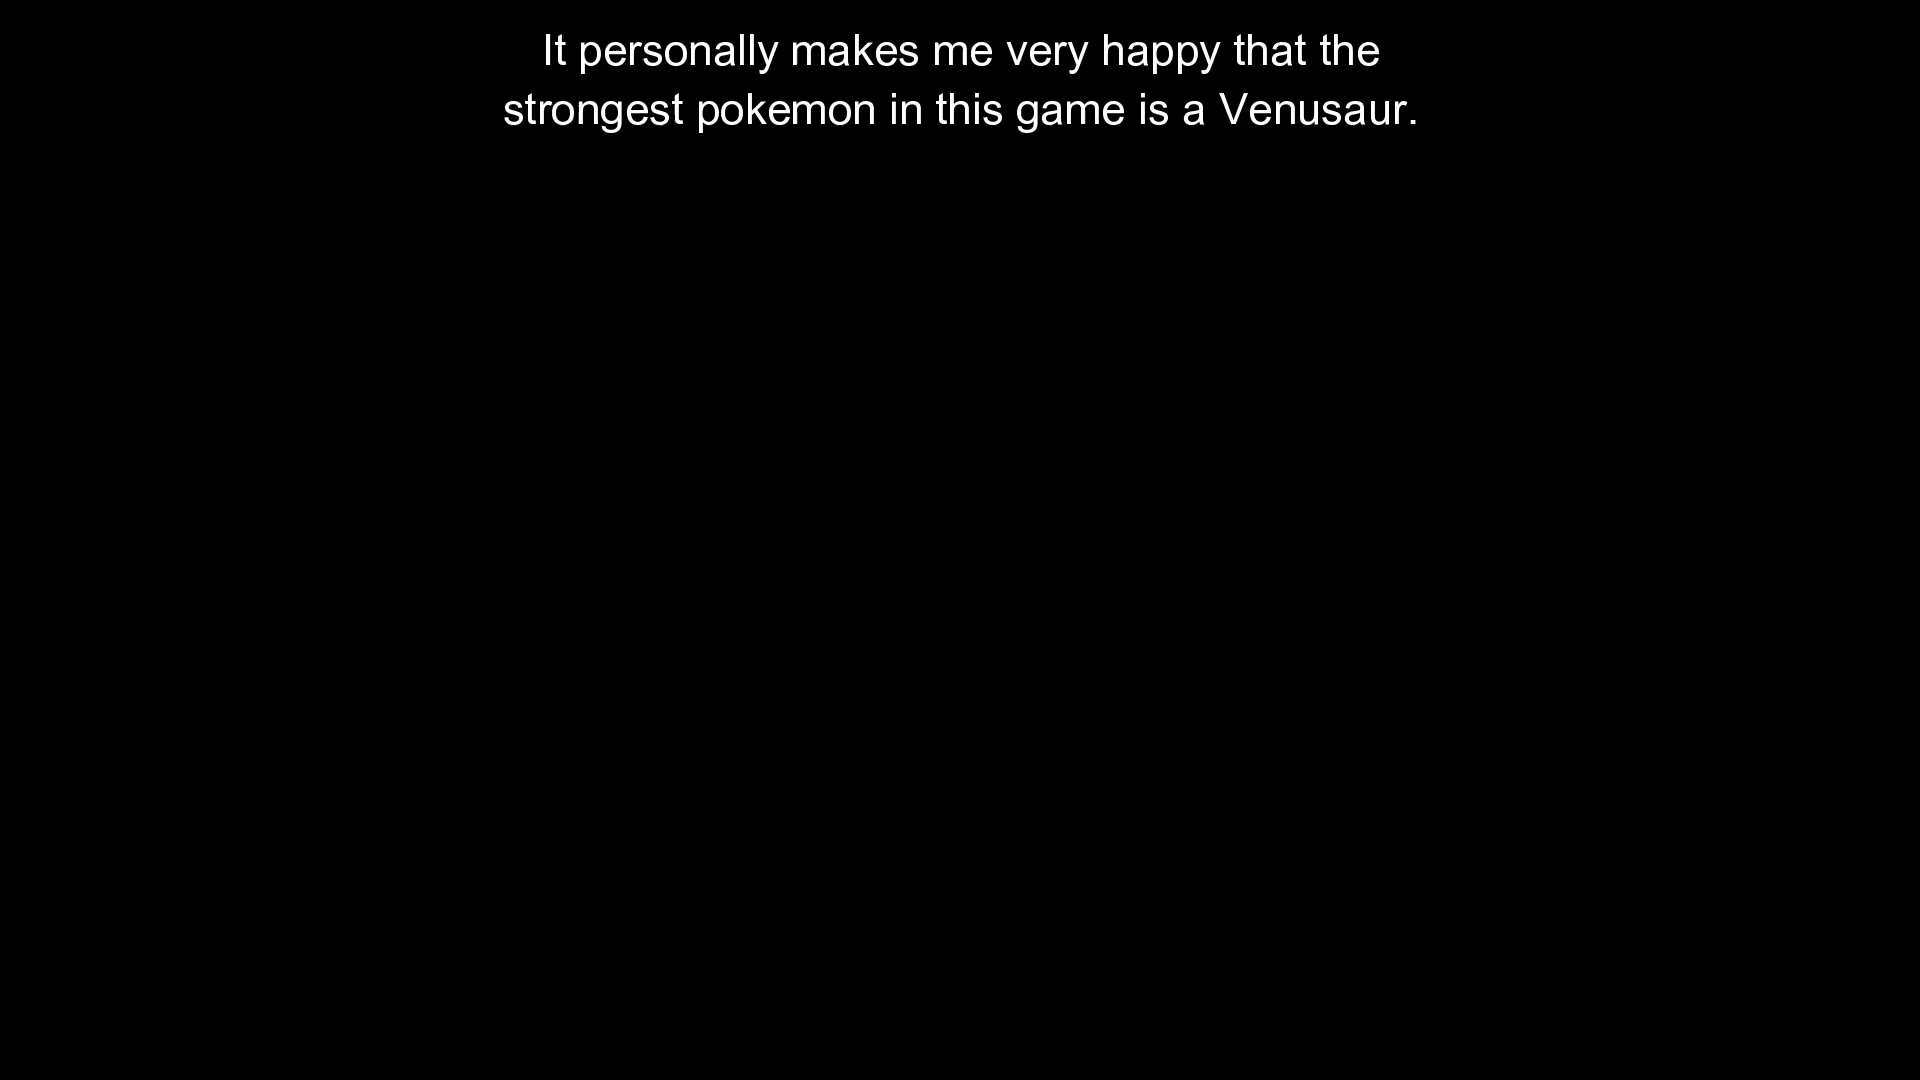 It personally makes me very happy that the
strongest pokemon in this game is a Venusaur.